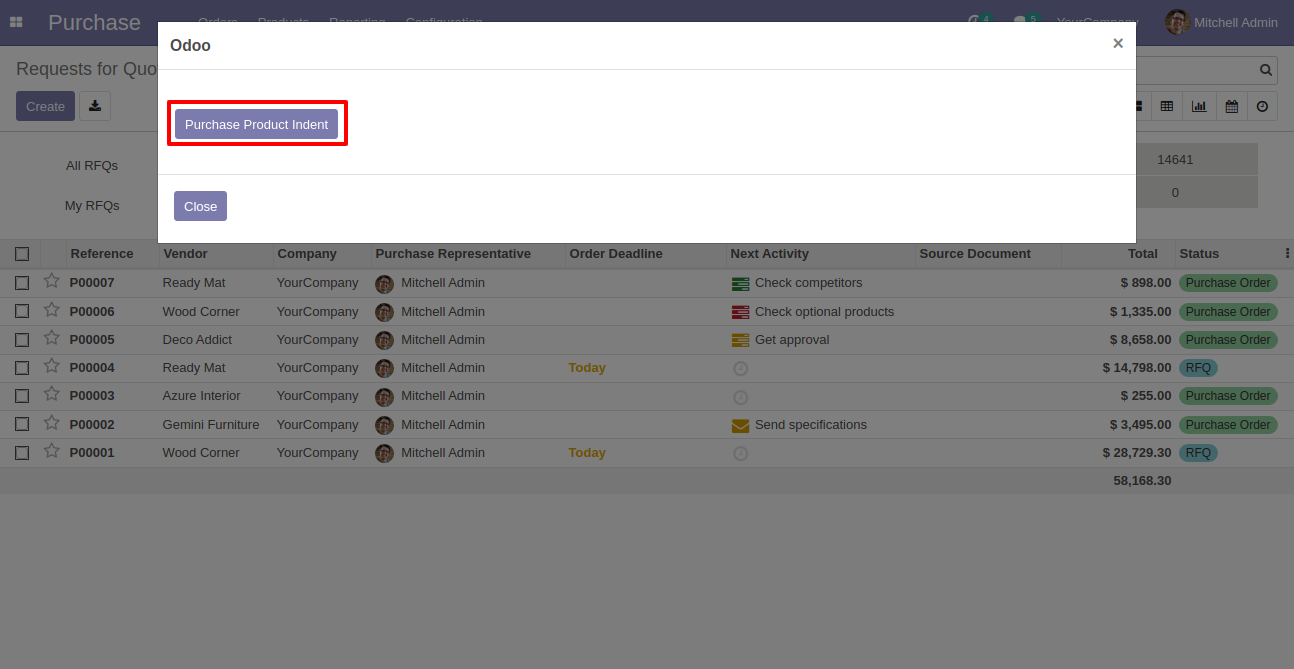 Purchase Orders Products Reporting Configuration 4 5 YourCompany Mitchell Admin
Odoo ×
Requests for Quo
Create
Purchase Product Indent
All RFQs 14641
My RFQs 0
Close
Reference Vendor Company Purchase Representative Order Deadline Next Activity Source Document Total Status
P00007 Ready Mat YourCompany Mitchell Admin Check competitors $ 898.00 Purchase Order
P00006 Wood Corner YourCompany Mitchell Admin Check optional products $ 1,335.00 Purchase Order
P00005 Deco Addict YourCompany Mitchell Admin Get approval $ 8,658.00 Purchase Order
P00004 Ready Mat YourCompany Mitchell Admin Today $ 14,798.00 RFQ
P00003 Azure Interior YourCompany Mitchell Admin $ 255.00 Purchase Order
P00002 Gemini Furniture YourCompany Mitchell Admin Send specifications $ 3,495.00 Purchase Order
P00001 Wood Corner YourCompany Mitchell Admin Today $ 28,729.30 RFQ
58,168.30